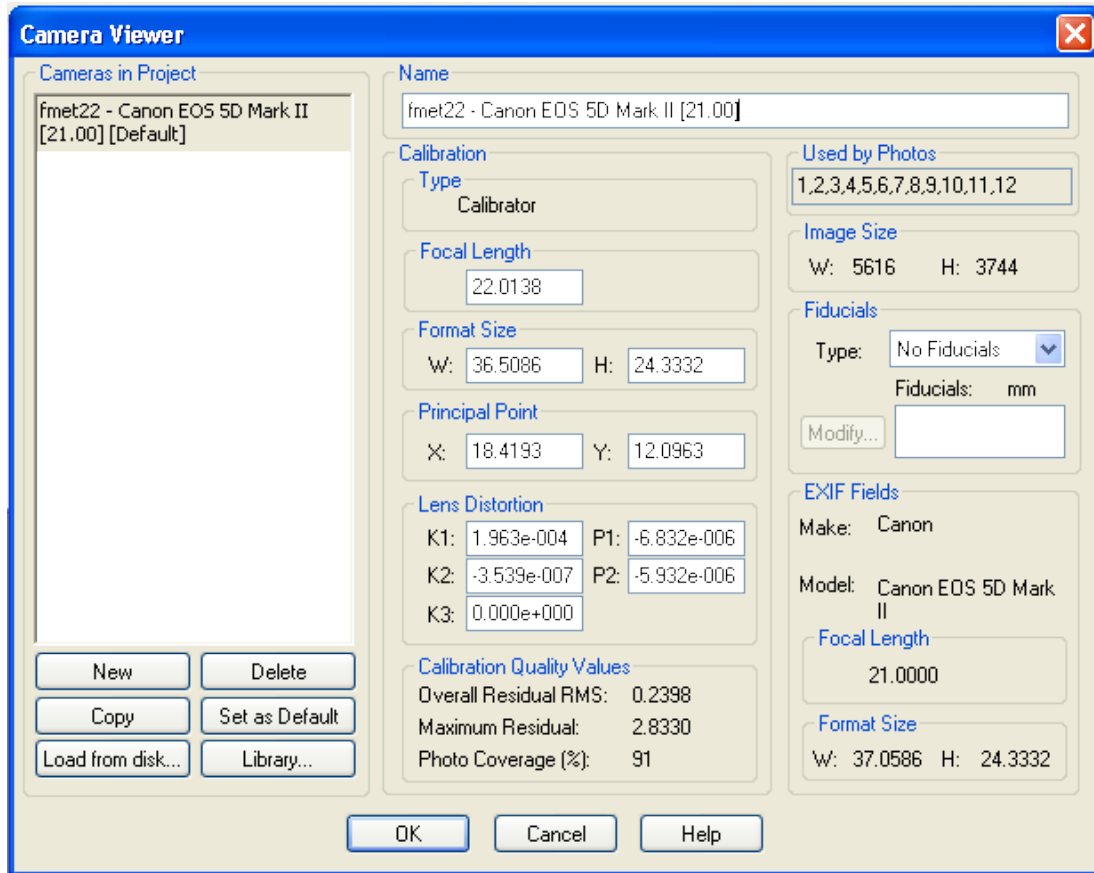 Camera Viewer
Cameras in Project
fmet22 - Canon EOS 5D Mark II
[21.00] [Default]
New
Delete
Copy
Set as Default
Load from disk...
Library...
Name
fmet22 - Canon EOS 5D Mark II [21.00]
Calibration
Type
Calibrator
Focal Length
22.0138
Format Size
W: 36.5086 H: 24.3332
Principal Point
X: 18.4193 Y: 12.0963
Lens Distortion
K1: 1.963e-004 P1: -6.832e-006
K2: -3.539e-007 P2: -5.932e-006
K3: 0.000e+000
Calibration Quality Values
Overall Residual RMS: 0.2398
Maximum Residual: 2.8330
Photo Coverage (%): 91
Used by Photos
1,2,3,4,5,6,7,8,9,10,11,12
Image Size
W: 5616 H: 3744
Fiducials
Type: No Fiducials
Fiducials: mm
Modify...
EXIF Fields
Make: Canon
Model: Canon EOS 5D Mark
II
Focal Length
21.0000
Format Size
W: 37.0586 H: 24.3332
OK
Cancel
Help